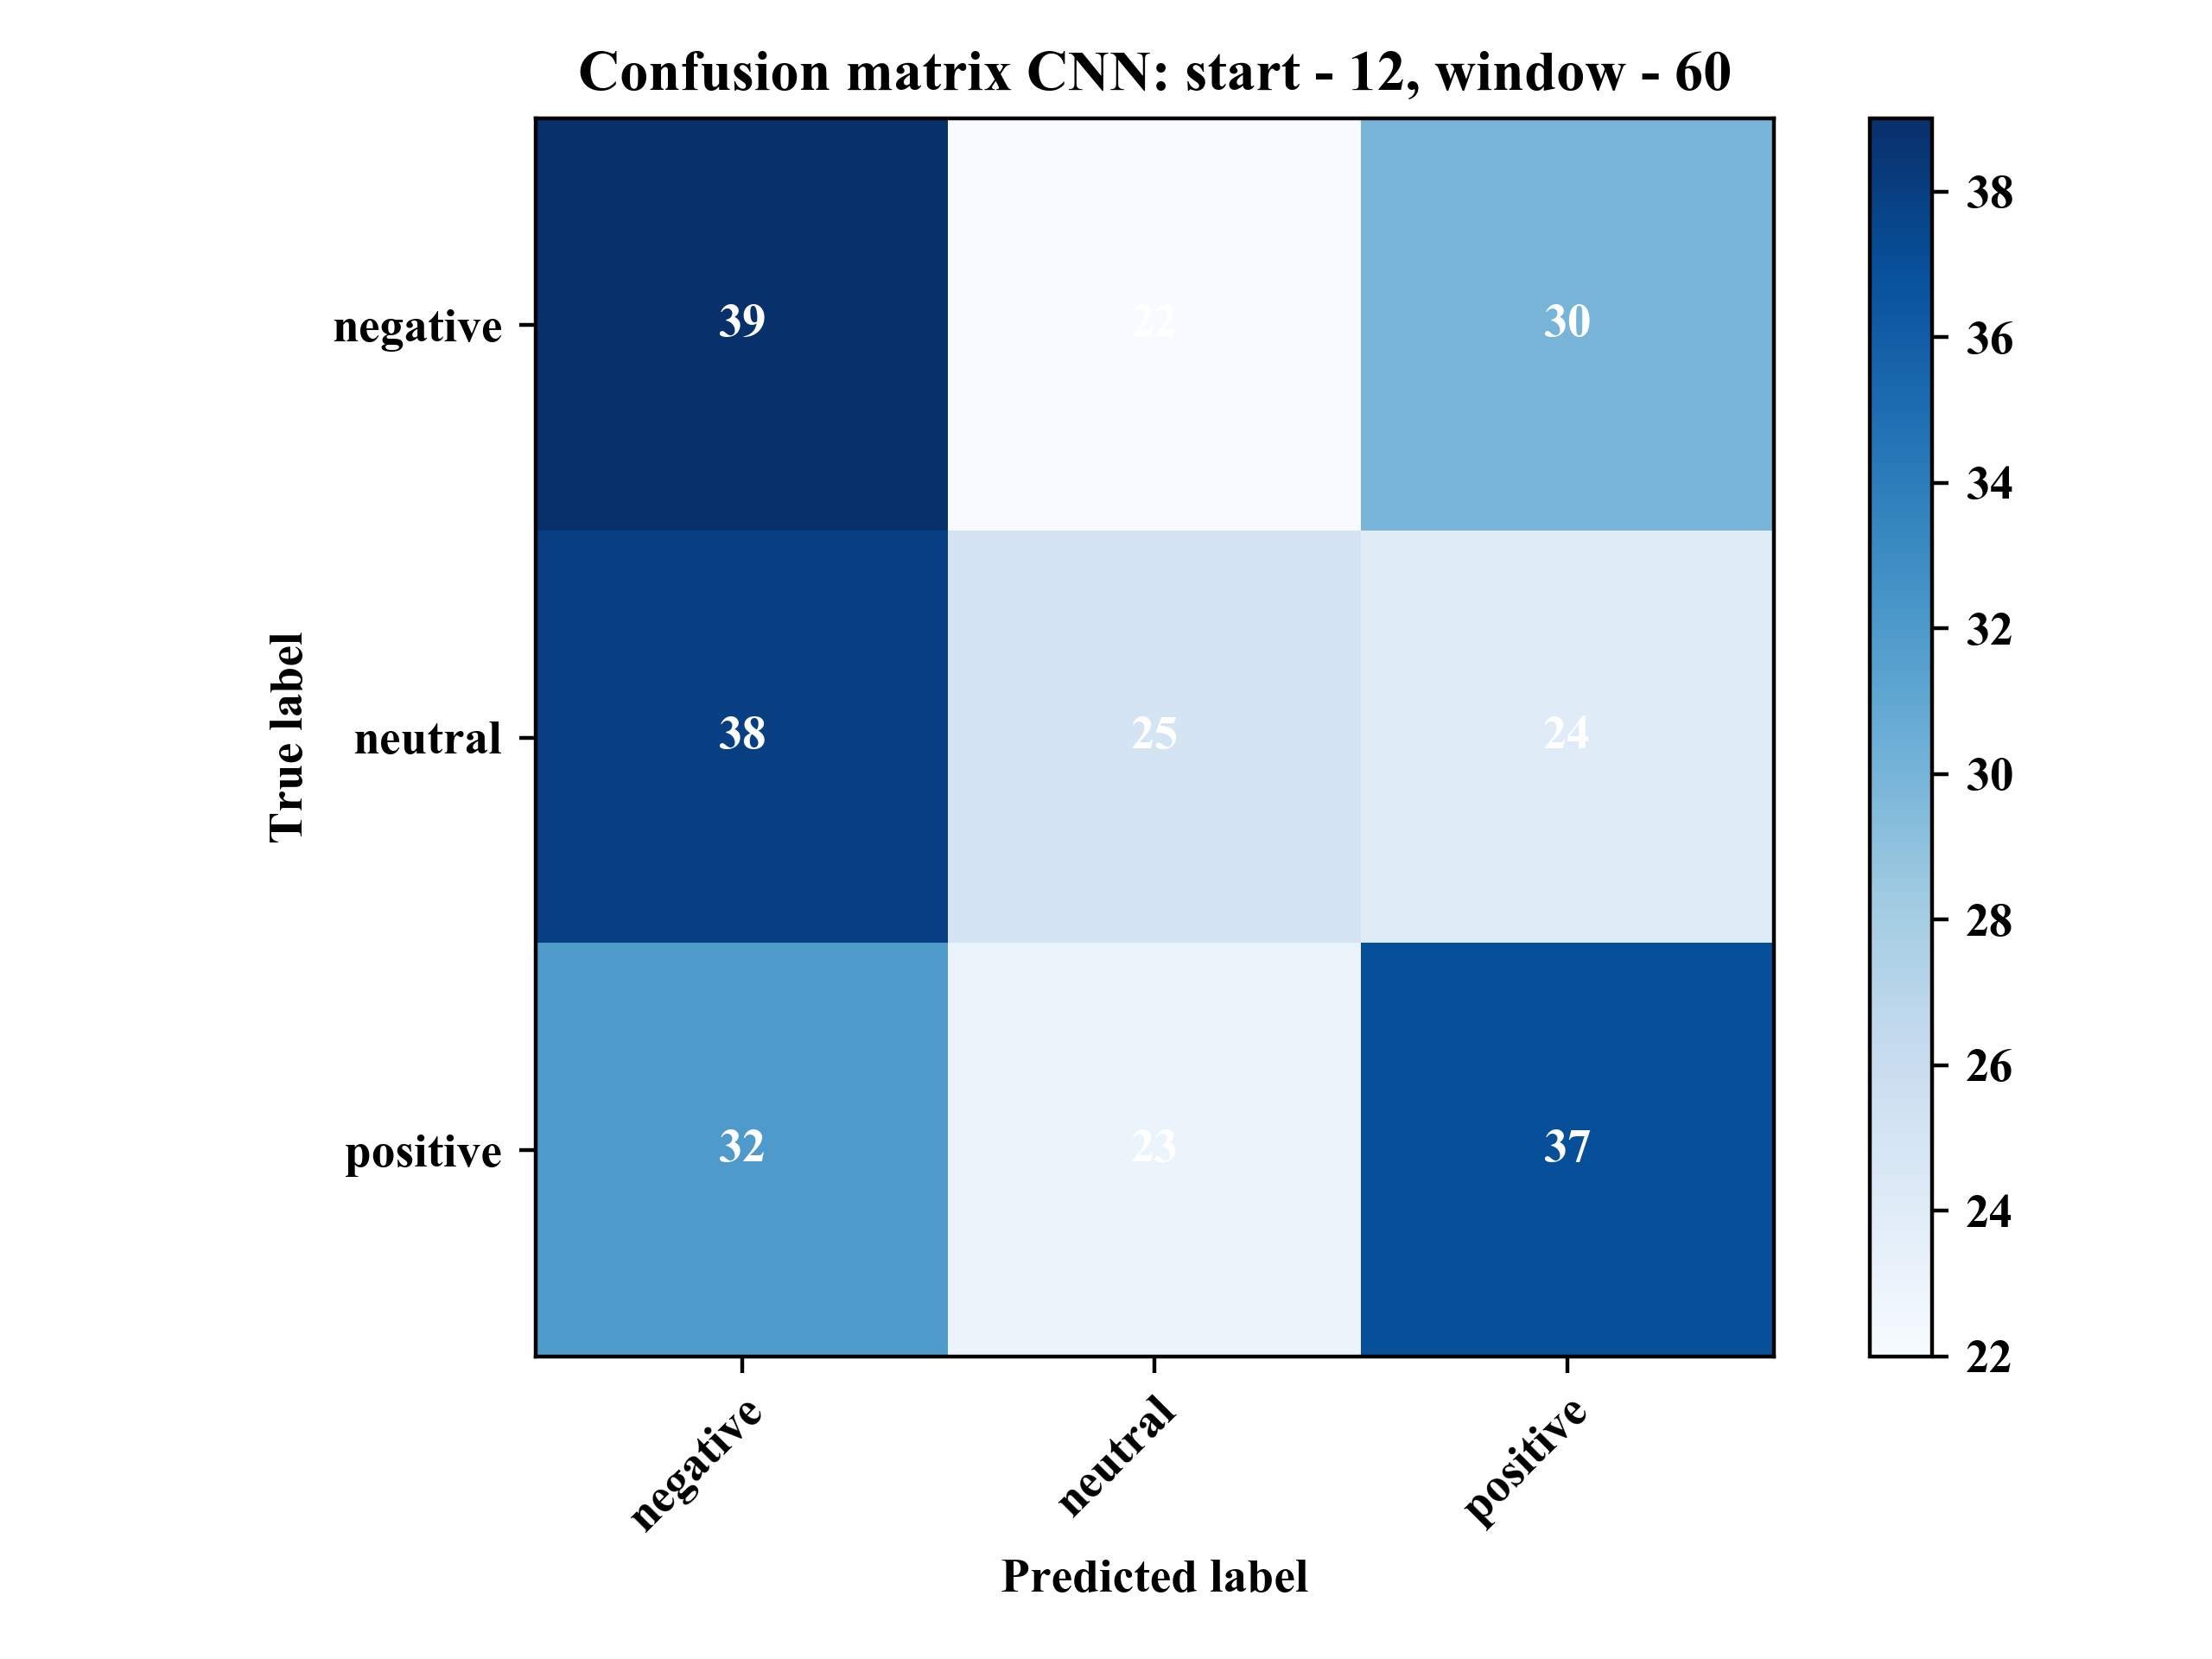 Confusion matrix CNN: start - 12, window - 60
True label
negative
39 22 30
neutral
38 25 24
positive
32 23 37
negative
neutral
positive
Predicted label
38
36
34
32
30
28
26
24
22